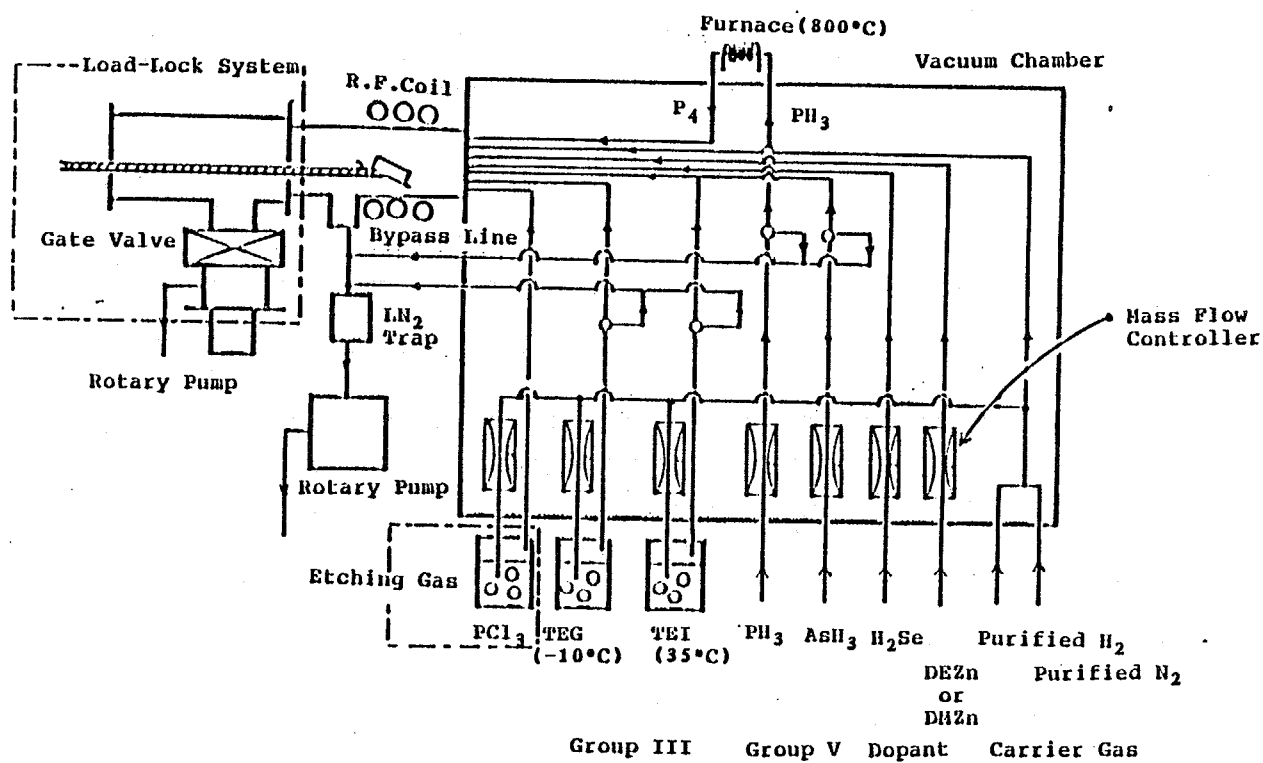 Furnace(800°C)
Load-Lock System
Vacuum Chamber
R.F.Coil
P4
PH3
Gate Valve
Bypass Line
LN2
Trap
Mass Flow
Controller
Rotary Pump
Rotary Pump
Etching Gas
PCl3
TEG
(-10°C)
TEI
(35°C)
PH3
AsH3
H2Se
Purified H2
DEZn
or
DMZn
Purified N2
Group III
Group V
Dopant
Carrier Gas